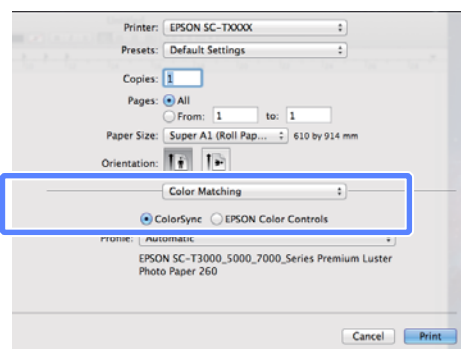 Printer: EPSON SC-TXXXX
Presets: Default Settings
Copies: 1
Pages: All
From: 1 to: 1
Paper Size: Super A1 (Roll Pap... 610 by 914 mm
Orientation:
Color Matching
ColorSync EPSON Color Controls
Profile: Automatic
EPSON SC-T3000_5000_7000_Series Premium Luster
Photo Paper 260
Cancel Print